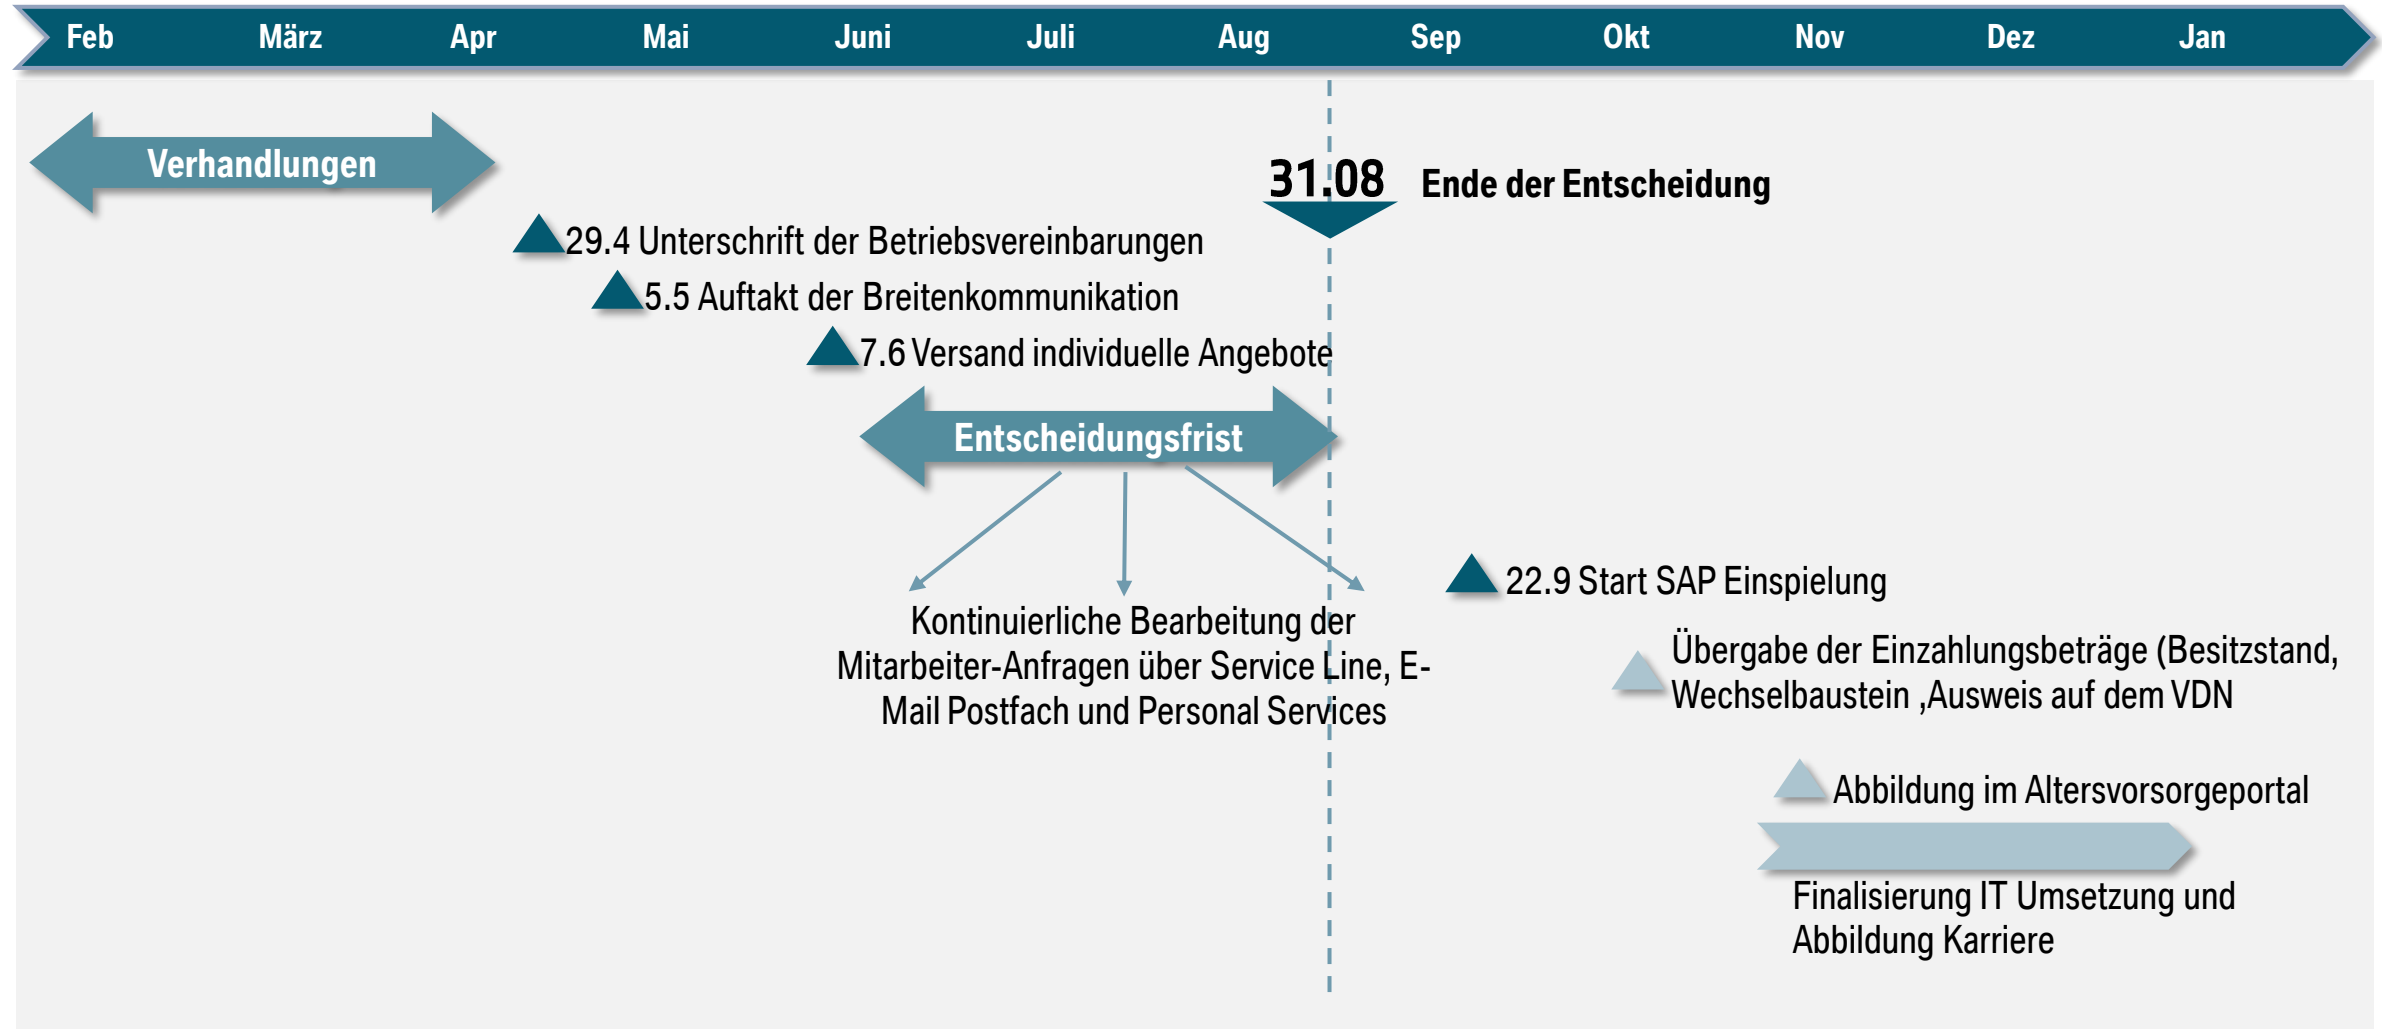 Feb März Apr Mai Juni Juli Aug Sep Okt Nov Dez Jan
Verhandlungen
31.08 Ende der Entscheidung
29.4 Unterschrift der Betriebsvereinbarungen
5.5 Auftakt der Breitenkommunikation
7.6 Versand individuelle Angebote
Entscheidungsfrist
22.9 Start SAP Einspielung
Kontinuierliche Bearbeitung der
Mitarbeiter-Anfragen über Service Line, E-
Mail Postfach und Personal Services
Übergabe der Einzahlungsbeträge (Besitzstand,
Wechselbaustein ,Ausweis auf dem VDN
Abbildung im Altersvorsorgeportal
Finalisierung IT Umsetzung und
Abbildung Karriere